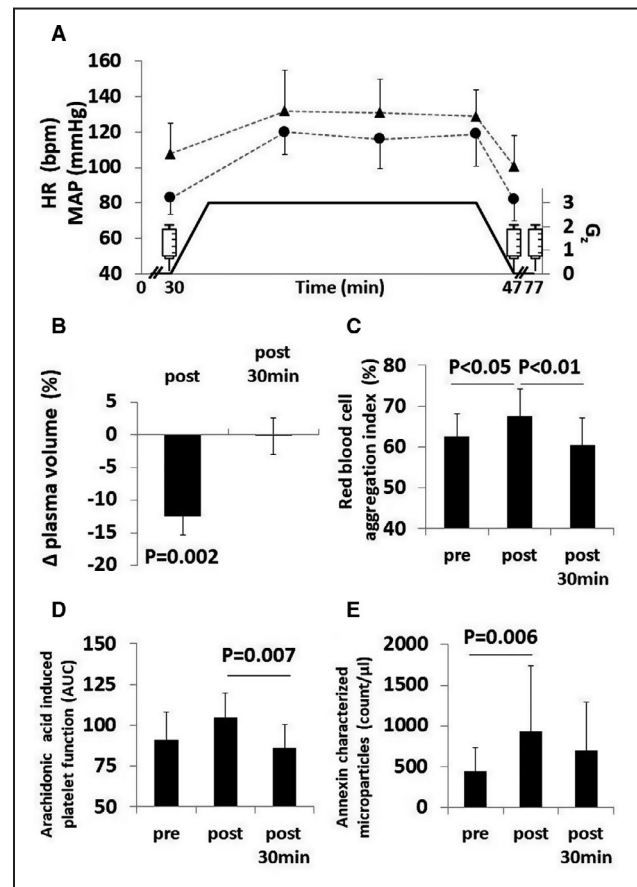 A
HR (bpm)
MAP (mmHg)
160
140
120
100
80
60
40
3
2
1
0
Gz
0
30
Time (min)
47
77
B
post
post
30min
Δ plasma volume (%)
5
0
-5
-10
-15
-20
P=0.002
C
P<0.05
P<0.01
Red blood cell
aggregation index (%)
80
70
60
50
40
pre
post
post
30min
D
P=0.007
Arachidonic acid induced
platelet function (AUC)
150
125
100
75
50
pre
post
post
30min
E
P=0.006
Annexin characterized
microparticles (count/µl)
2000
1500
1000
500
0
pre
post
post
30min